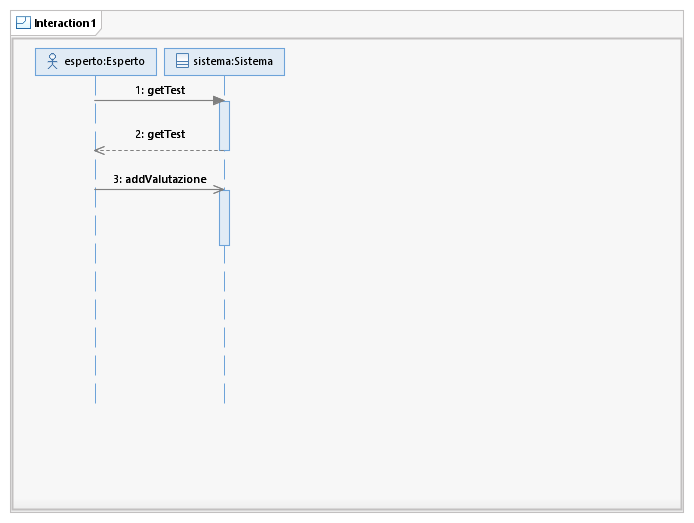 Interaction1
esperto:Esperto
sistema:Sistema
1: getTest
2: getTest
3: addValutazione